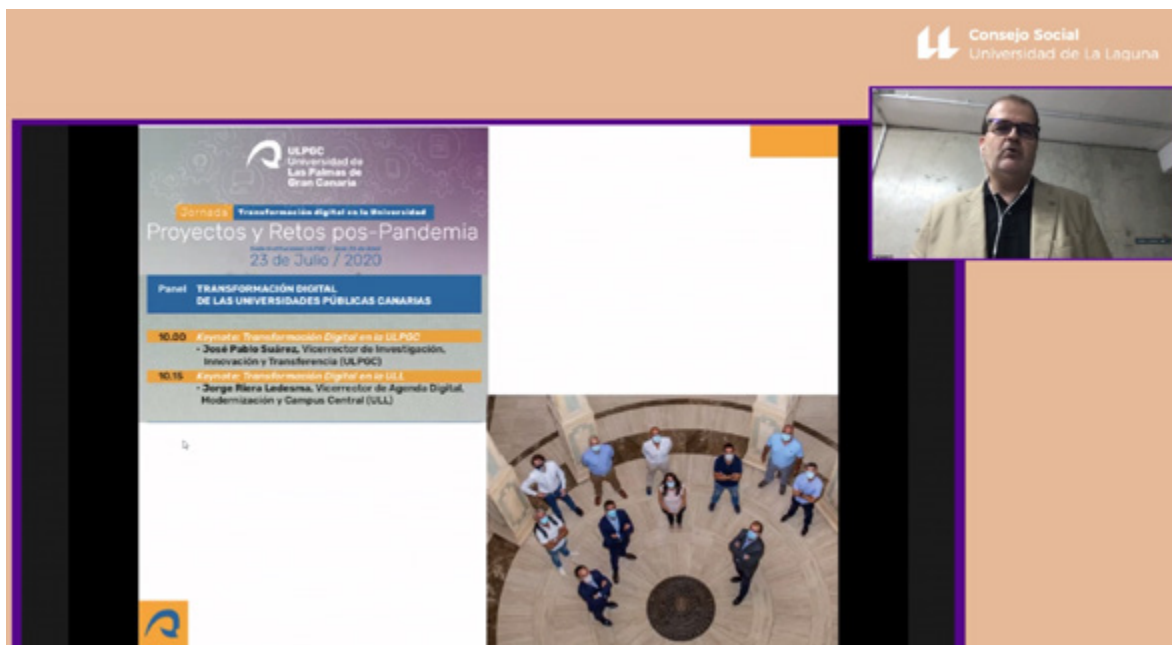 Consejo Social
Universidad de La Laguna
ULPGC
Universidad de
Las Palmas de
Gran Canaria
Jornada Transformación digital en la Universidad
Proyectos y Retos pos-Pandemia
23 de Julio / 2020
Panel TRANSFORMACIÓN DIGITAL
DE LAS UNIVERSIDADES PÚBLICAS CANARIAS
10.00 Keynote: Transformación Digital en la ULPGC
- José Pablo Suárez, Vicerrector de Investigación,
Innovación y Transferencia (ULPGC)
10.15 Keynote: Transformación Digital en la ULL
- Jorge Riera Ledesma, Vicerrector de Agenda Digital,
Modernización y Campus Central (ULL)